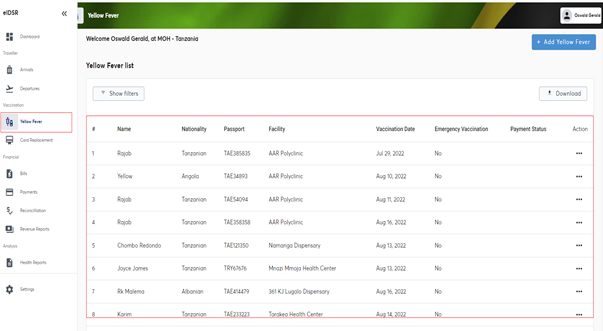 eIDSR
Yellow Fever
Oswald Gerald
Dashboard
Traveller
Arrivals
Departures
Vaccination
Yellow Fever
Card Replacement
Financial
Bills
Payments
Reconciliation
Revenue Reports
Analysis
Health Reports
Settings
Welcome Oswald Gerald, at MOH - Tanzania
+ Add Yellow Fever
Yellow Fever list
Show filters
Download
# Name Nationality Passport Facility Vaccination Date Emergency Vaccination Payment Status Action
1 Rajab Tanzanian TAE385835 AAR Polyclinic Jul 29, 2022 No
2 Yellow Angola TAE34893 AAR Polyclinic Aug 10, 2022 No
3 Rajab Tanzanian TAE54094 AAR Polyclinic Aug 11, 2022 No
4 Rajab Tanzanian TAE358358 AAR Polyclinic Aug 16, 2022 No
5 Chombo Redondo Tanzanian TAE121350 Namanga Dispensary Aug 13, 2022 No
6 Joyce James Tanzanian TRY67676 Mnazi Mmoja Health Center Aug 13, 2022 No
7 Rk Malema Albanian TAE414479 361 KJ Lugalo Dispensary Aug 16, 2022 No
8 Karim Tanzanian TAE233223 Tarakea Health Center Aug 14, 2022 No